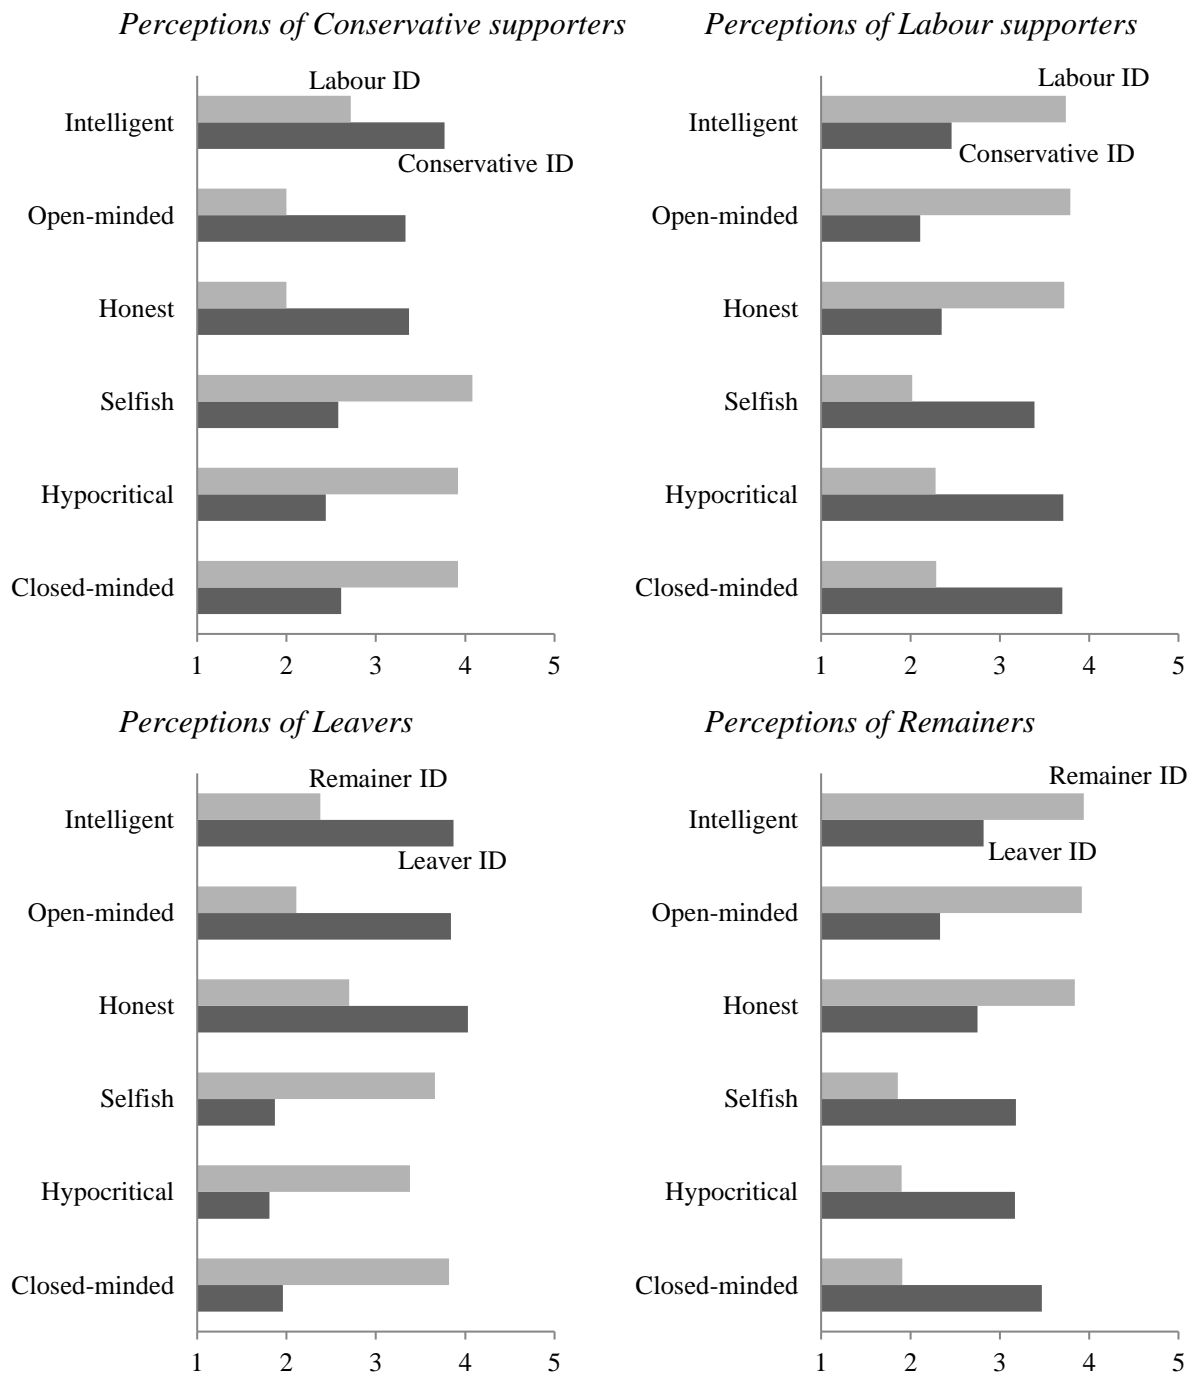 Perceptions of Conservative supporters
Labour ID
Intelligent
Conservative ID
Open-minded
Honest
Selfish
Hypocritical
Closed-minded
1 2 3 4 5
Perceptions of Labour supporters
Labour ID
Intelligent
Conservative ID
Open-minded
Honest
Selfish
Hypocritical
Closed-minded
1 2 3 4 5
Perceptions of Leavers
Remainer ID
Intelligent
Leaver ID
Open-minded
Honest
Selfish
Hypocritical
Closed-minded
1 2 3 4 5
Perceptions of Remainers
Remainer ID
Intelligent
Leaver ID
Open-minded
Honest
Selfish
Hypocritical
Closed-minded
1 2 3 4 5